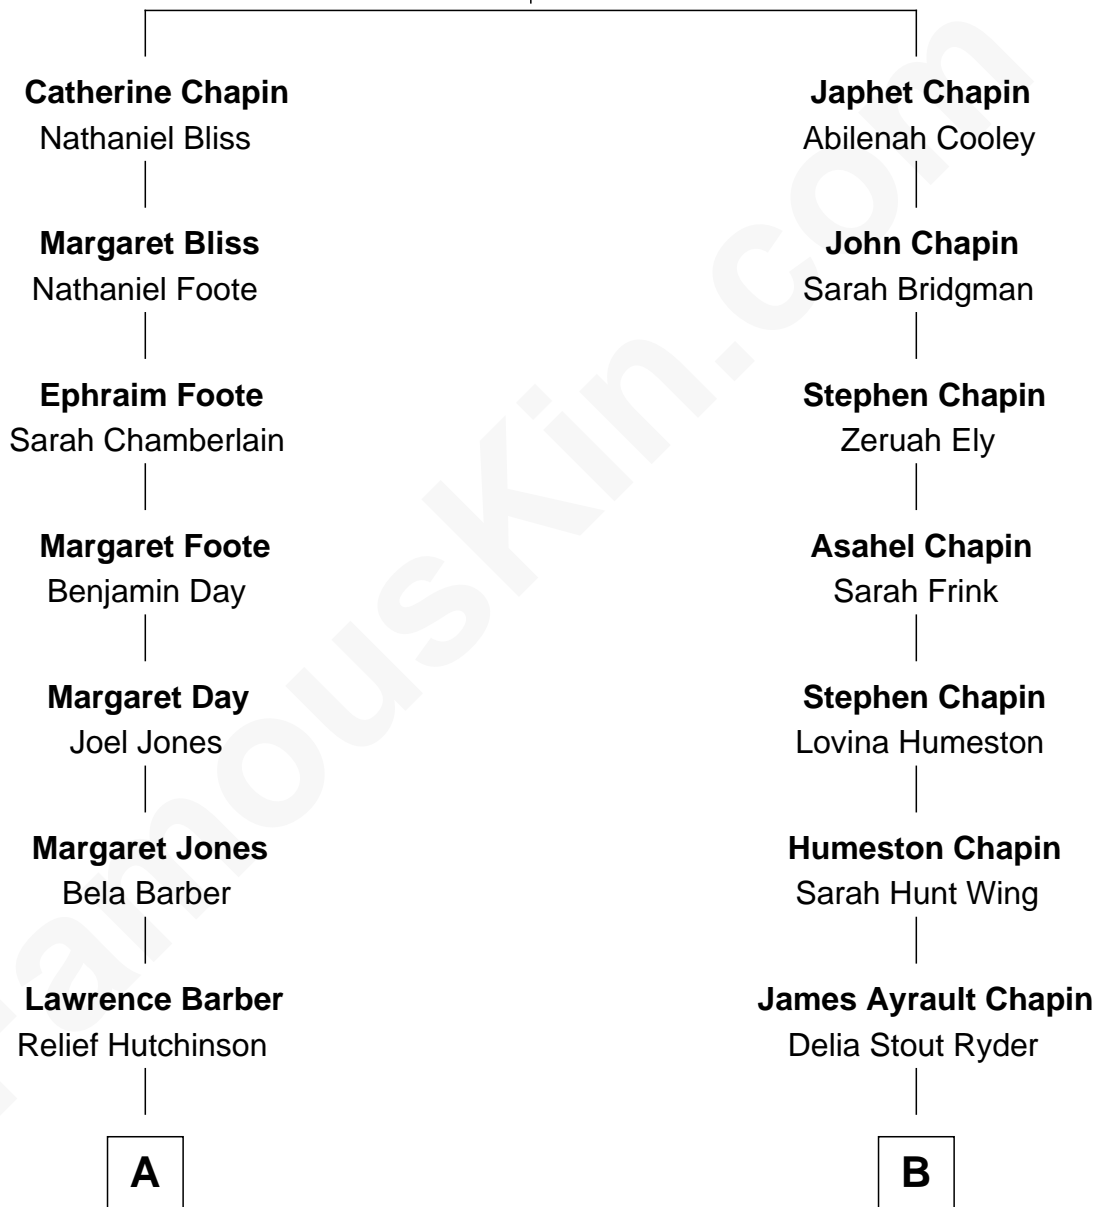 Catherine Chapin
Nathaniel Bliss
Margaret Bliss
Nathaniel Foote
Ephraim Foote
Sarah Chamberlain
Margaret Foote
Benjamin Day
Margaret Day
Joel Jones
Margaret Jones
Bela Barber
Lawrence Barber
Relief Hutchinson
A
Japhet Chapin
Abilenah Cooley
John Chapin
Sarah Bridgman
Stephen Chapin
Zeruah Ely
Asahel Chapin
Sarah Frink
Stephen Chapin
Lovina Humeston
Humeston Chapin
Sarah Hunt Wing
James Ayrault Chapin
Delia Stout Ryder
B
FamousKin.com